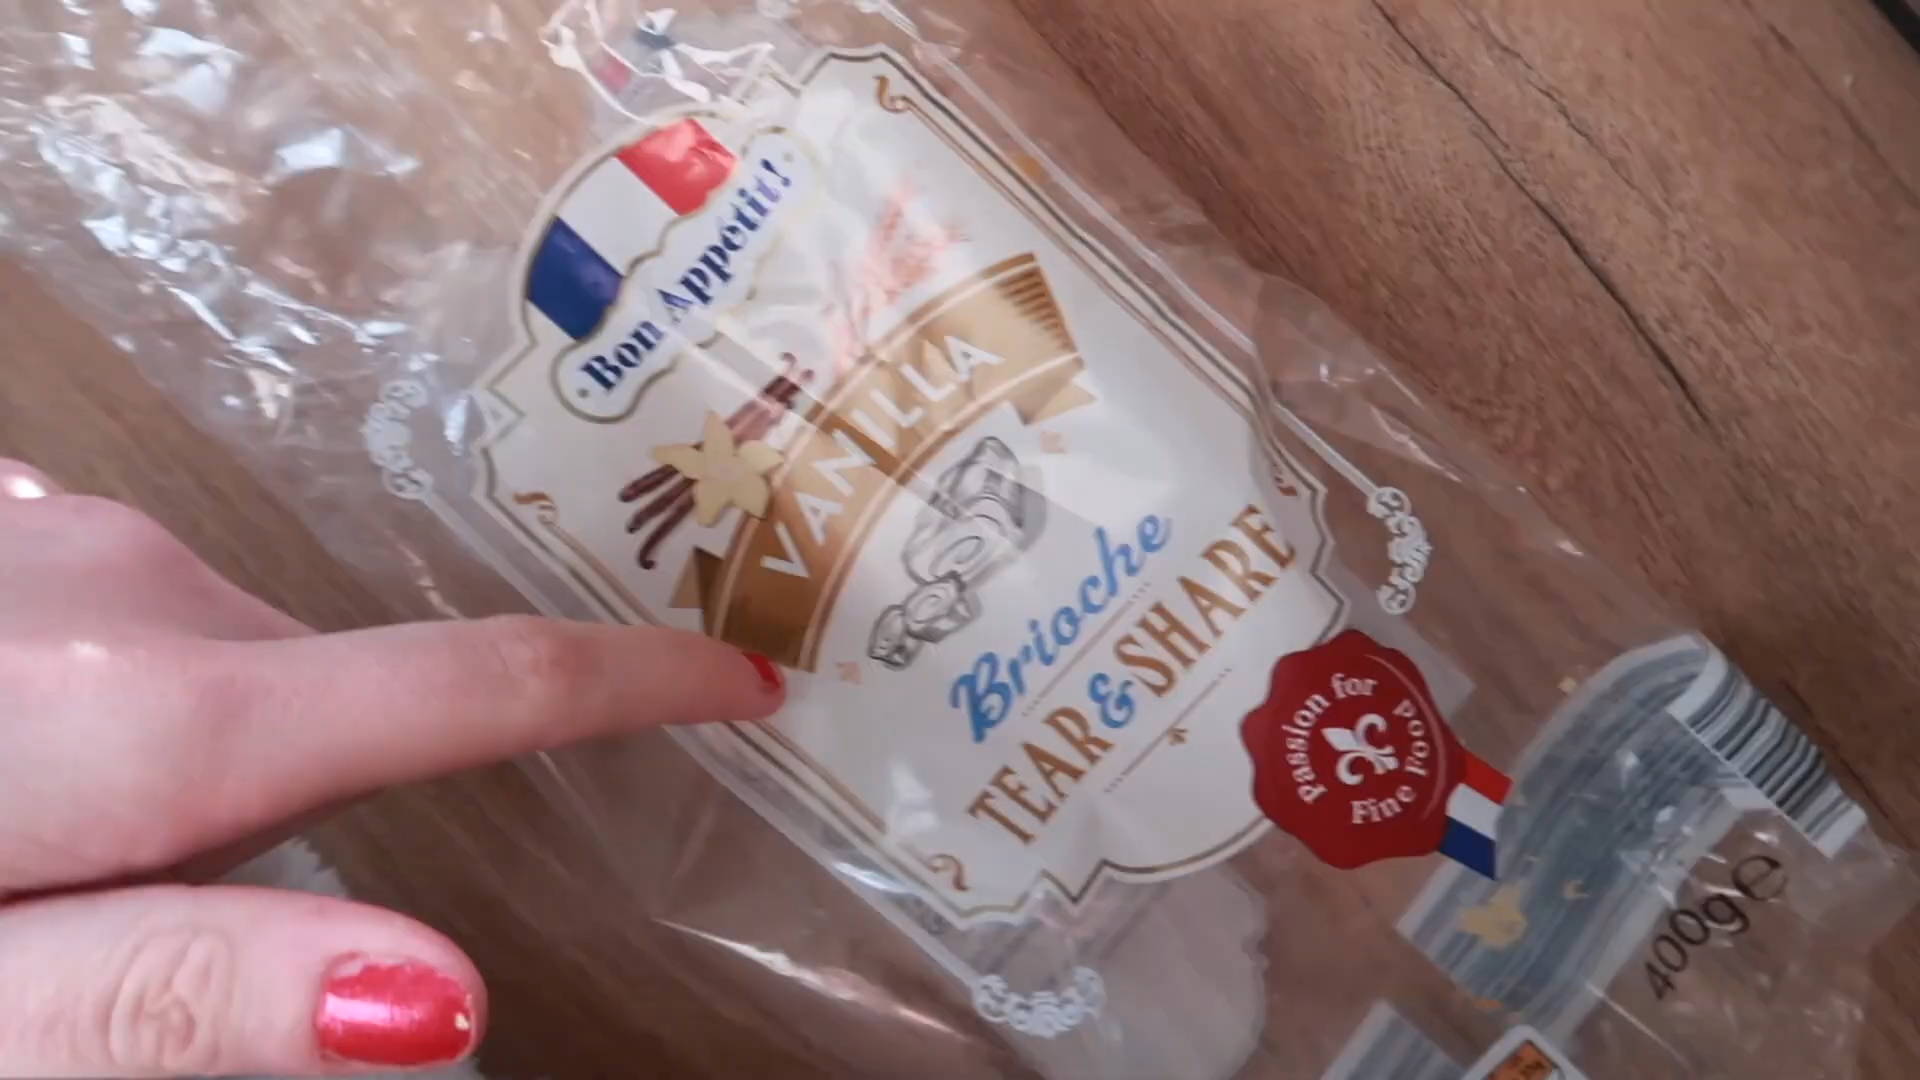 Bon Appétit!
VANILLA
Brioche
TEAR & SHARE
Passion for
Fine Food
400g e